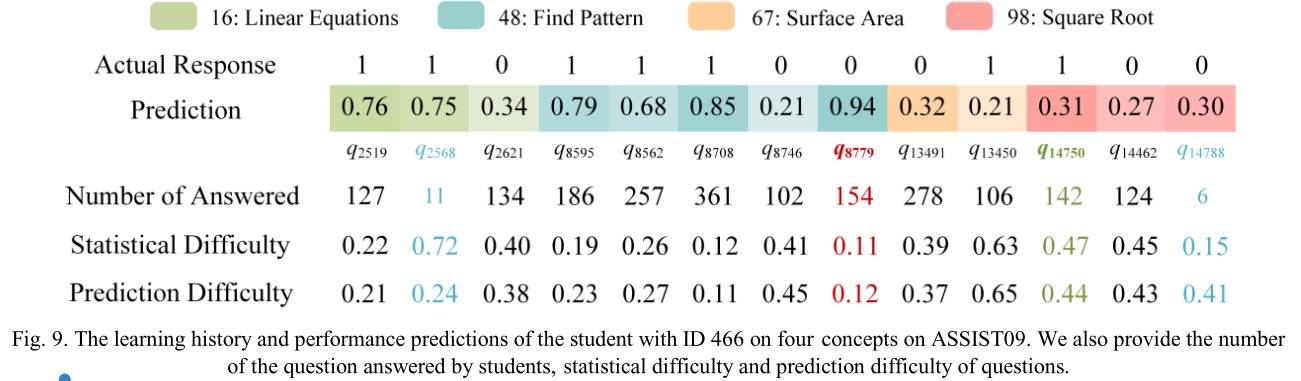 16: Linear Equations 48: Find Pattern 67: Surface Area 98: Square Root
Actual Response 1 1 0 1 1 1 0 0 0 1 1 0 0
Prediction 0.76 0.75 0.34 0.79 0.68 0.85 0.21 0.94 0.32 0.21 0.31 0.27 0.30
q2519 q2568 q2621 q8595 q8562 q8708 q8746 q8779 q13491 q13450 q14750 q14462 q14788
Number of Answered 127 11 134 186 257 361 102 154 278 106 142 124 6
Statistical Difficulty 0.22 0.72 0.40 0.19 0.26 0.12 0.41 0.11 0.39 0.63 0.47 0.45 0.15
Prediction Difficulty 0.21 0.24 0.38 0.23 0.27 0.11 0.45 0.12 0.37 0.65 0.44 0.43 0.41
Fig. 9. The learning history and performance predictions of the student with ID 466 on four concepts on ASSIST09. We also provide the number
of the question answered by students, statistical difficulty and prediction difficulty of questions.